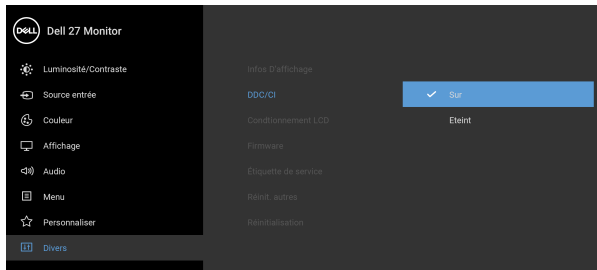 DELL Dell 27 Monitor
Luminosité/Contraste
Source entrée
Couleur
Affichage
Audio
Menu
Personnaliser
Divers
Infos D'affichage
DDC/CI
Condtionnement LCD
Firmware
Étiquette de service
Réinit. autres
Réinitialisation
Sur
Eteint